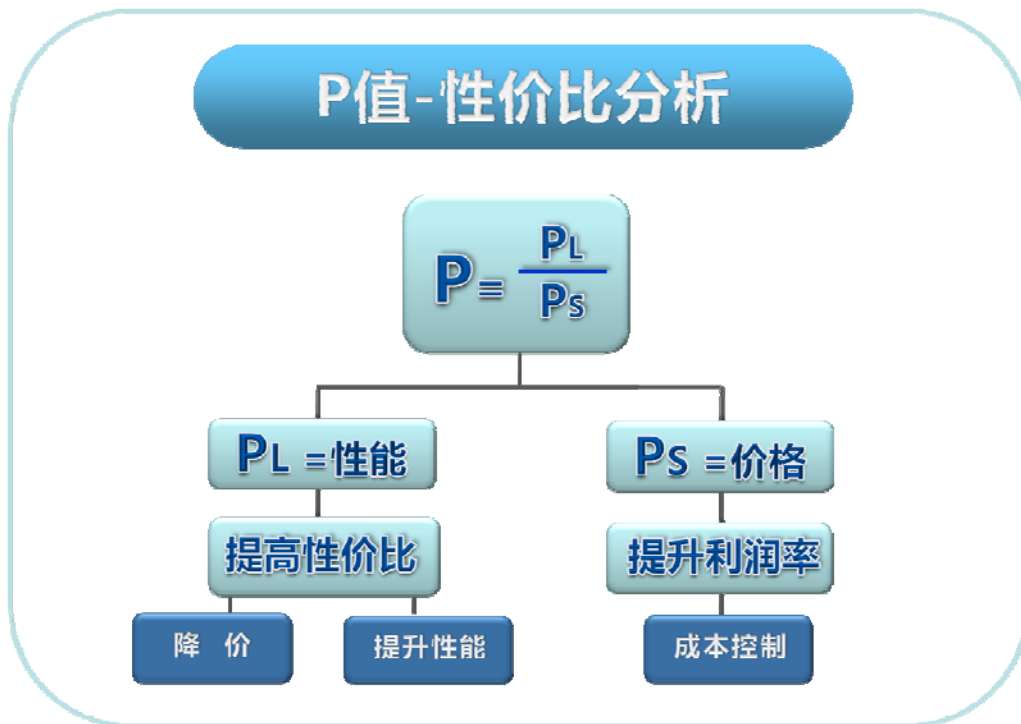 P值-性价比分析
P≡ PL
PS
PL =性能
PS =价格
提高性价比
提升利润率
降 价
提升性能
成本控制